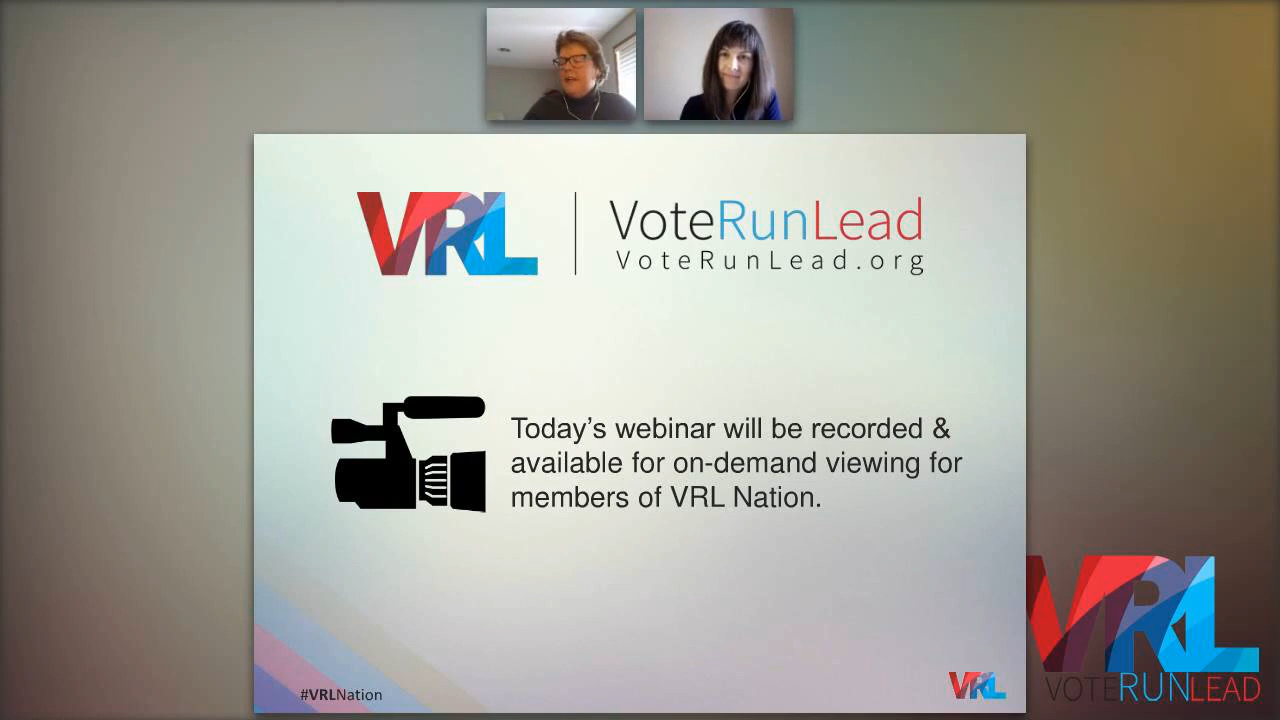 VRL
VoteRunLead
VoteRunLead.org
Today's webinar will be recorded &
available for on-demand viewing for
members of VRL Nation.
#VRLNation
VRL
VRL
VOTERUNLEAD